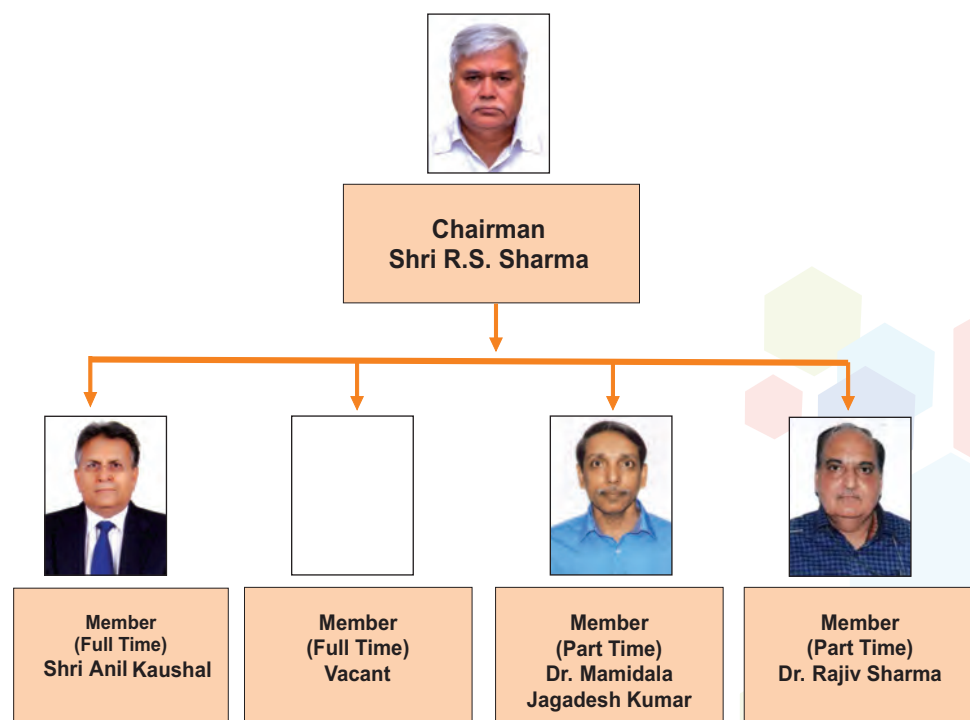 Chairman
Shri R.S. Sharma
Member
(Full Time)
Shri Anil Kaushal
Member
(Full Time)
Vacant
Member
(Part Time)
Dr. Mamidala
Jagadesh Kumar
Member
(Part Time)
Dr. Rajiv Sharma